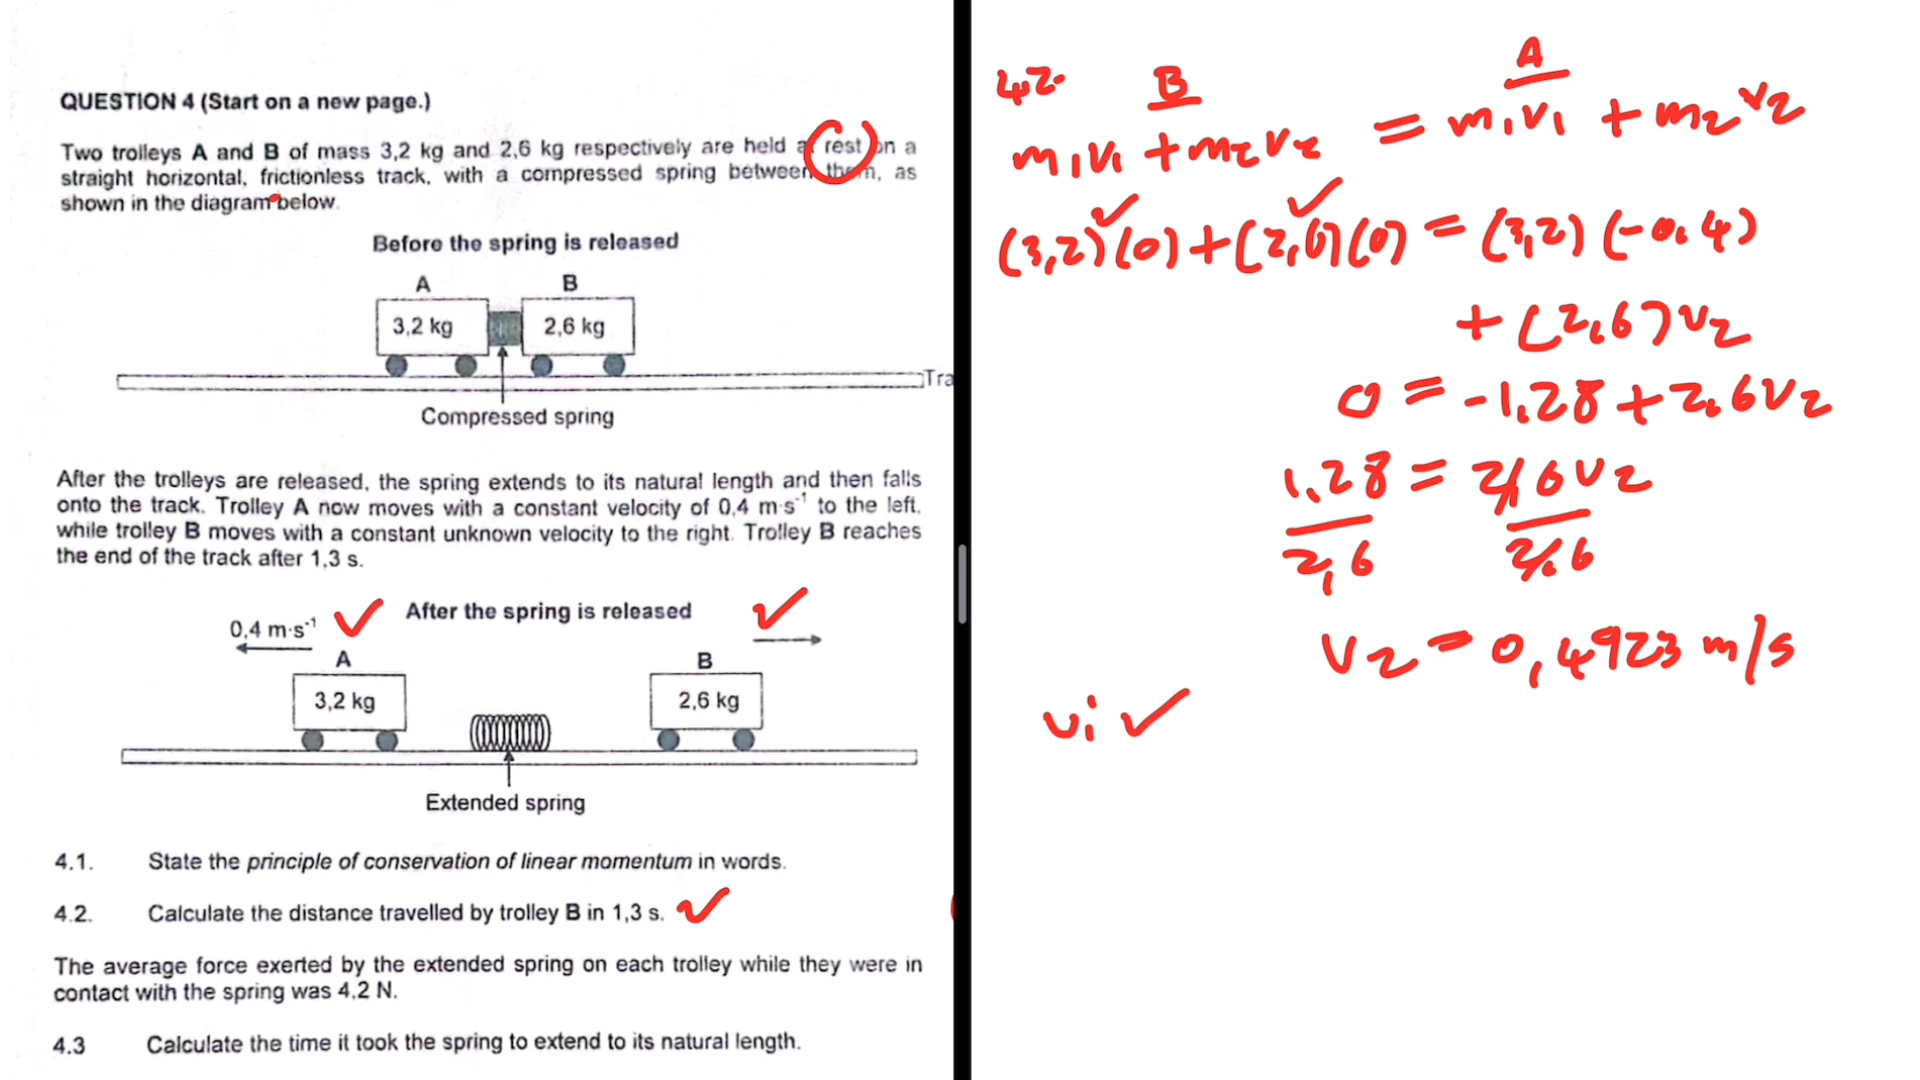 QUESTION 4 (Start on a new page.)
Two trolleys A and B of mass 3,2 kg and 2,6 kg respectively are held at rest on a
straight horizontal, frictionless track, with a compressed spring between them, as
shown in the diagram below.
Before the spring is released
A B
3,2 kg 2,6 kg
Tra
Compressed spring
After the trolleys are released, the spring extends to its natural length and then falls
onto the track. Trolley A now moves with a constant velocity of 0,4 m·s⁻¹ to the left,
while trolley B moves with a constant unknown velocity to the right. Trolley B reaches
the end of the track after 1,3 s.
After the spring is released
0,4 m·s⁻¹
A B
3,2 kg 2,6 kg
Extended spring
4.1. State the principle of conservation of linear momentum in words.
4.2. Calculate the distance travelled by trolley B in 1,3 s.
The average force exerted by the extended spring on each trolley while they were in
contact with the spring was 4,2 N.
4.3 Calculate the time it took the spring to extend to its natural length.
4.2. B A
m1v1 + m2v2 = m1v1 + m2v2
(3,2)(0) + (2,6)(0) = (3,2)(-0,4)
+ (2,6)v2
0 = -1,28 + 2,6v2
1,28 = 2,6v2
2,6 2,6
v2 = 0,4923 m/s
vi ✓